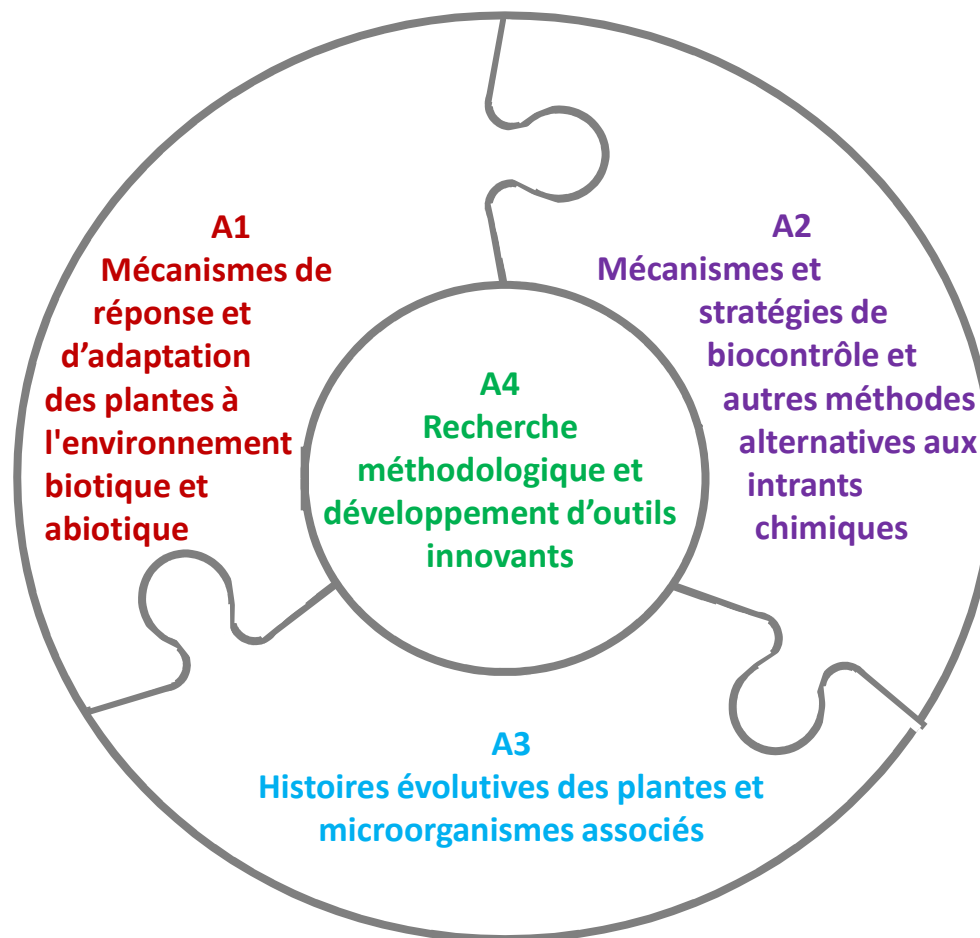 A1
Mécanismes de
réponse et
d’adaptation
des plantes à
l'environnement
biotique et
abiotique
A2
Mécanismes et
stratégies de
biocontrôle et
autres méthodes
alternatives aux
intrants
chimiques
A4
Recherche
méthodologique et
développement d’outils
innovants
A3
Histoires évolutives des plantes et
microorganismes associés